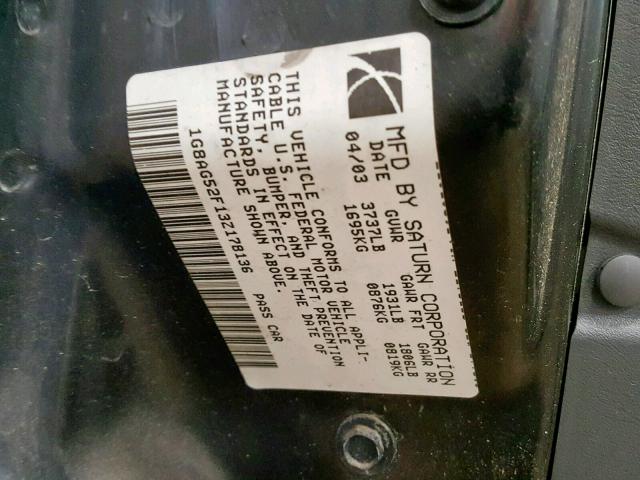 MFD BY SATURN CORPORATION
DATE GVWR GAWR FRT GAWR RR
04/03 3737LB 1931LB 1806LB
1695KG 0876KG 0819KG
THIS VEHICLE CONFORMS TO ALL APPLI-
CABLE U.S. FEDERAL MOTOR VEHICLE
SAFETY, BUMPER, AND THEFT PREVENTION
STANDARDS IN EFFECT ON THE DATE OF
MANUFACTURE SHOWN ABOVE.
1G8AG52F13Z178136 PASS CAR